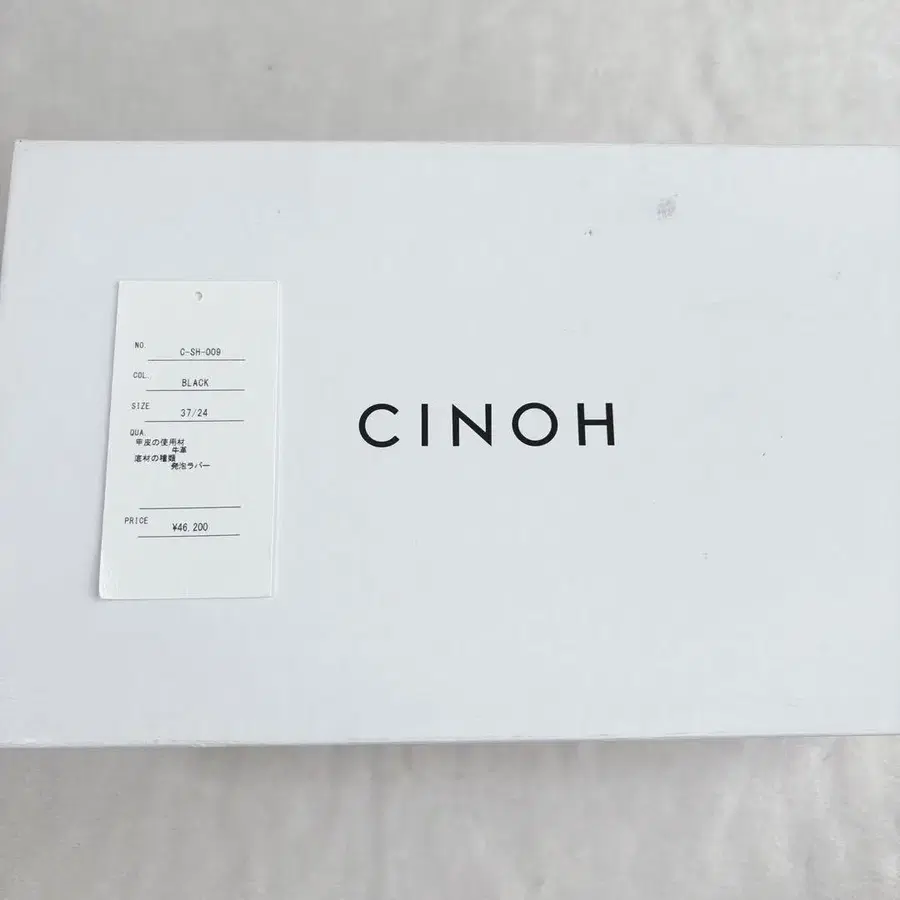 NO. C-SH-009
COL. BLACK
SIZE 37/24
QUA.
甲皮の使用材
牛革
底材の種類
発泡ラバー
PRICE ¥46,200
CINOH